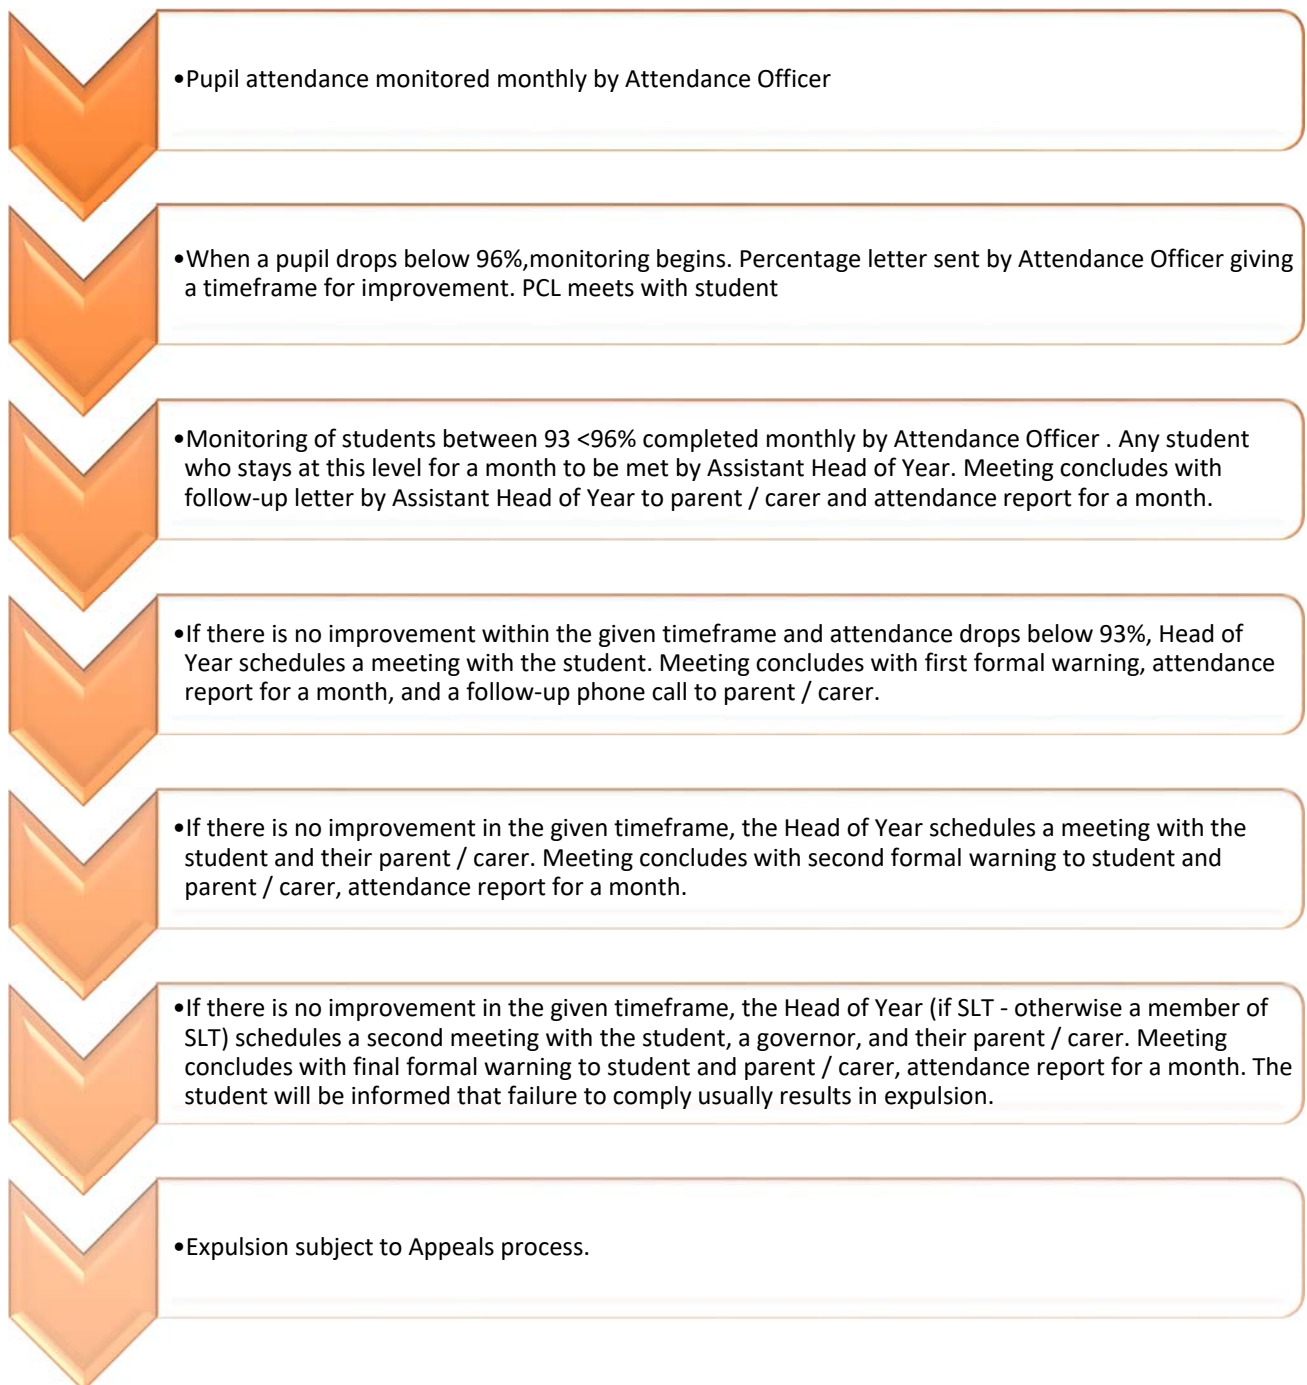 •Pupil attendance monitored monthly by Attendance Officer
•When a pupil drops below 96%,monitoring begins. Percentage letter sent by Attendance Officer giving
a timeframe for improvement. PCL meets with student
•Monitoring of students between 93 <96% completed monthly by Attendance Officer . Any student
who stays at this level for a month to be met by Assistant Head of Year. Meeting concludes with
follow-up letter by Assistant Head of Year to parent / carer and attendance report for a month.
•If there is no improvement within the given timeframe and attendance drops below 93%, Head of
Year schedules a meeting with the student. Meeting concludes with first formal warning, attendance
report for a month, and a follow-up phone call to parent / carer.
•If there is no improvement in the given timeframe, the Head of Year schedules a meeting with the
student and their parent / carer. Meeting concludes with second formal warning to student and
parent / carer, attendance report for a month.
•If there is no improvement in the given timeframe, the Head of Year (if SLT - otherwise a member of
SLT) schedules a second meeting with the student, a governor, and their parent / carer. Meeting
concludes with final formal warning to student and parent / carer, attendance report for a month. The
student will be informed that failure to comply usually results in expulsion.
•Expulsion subject to Appeals process.